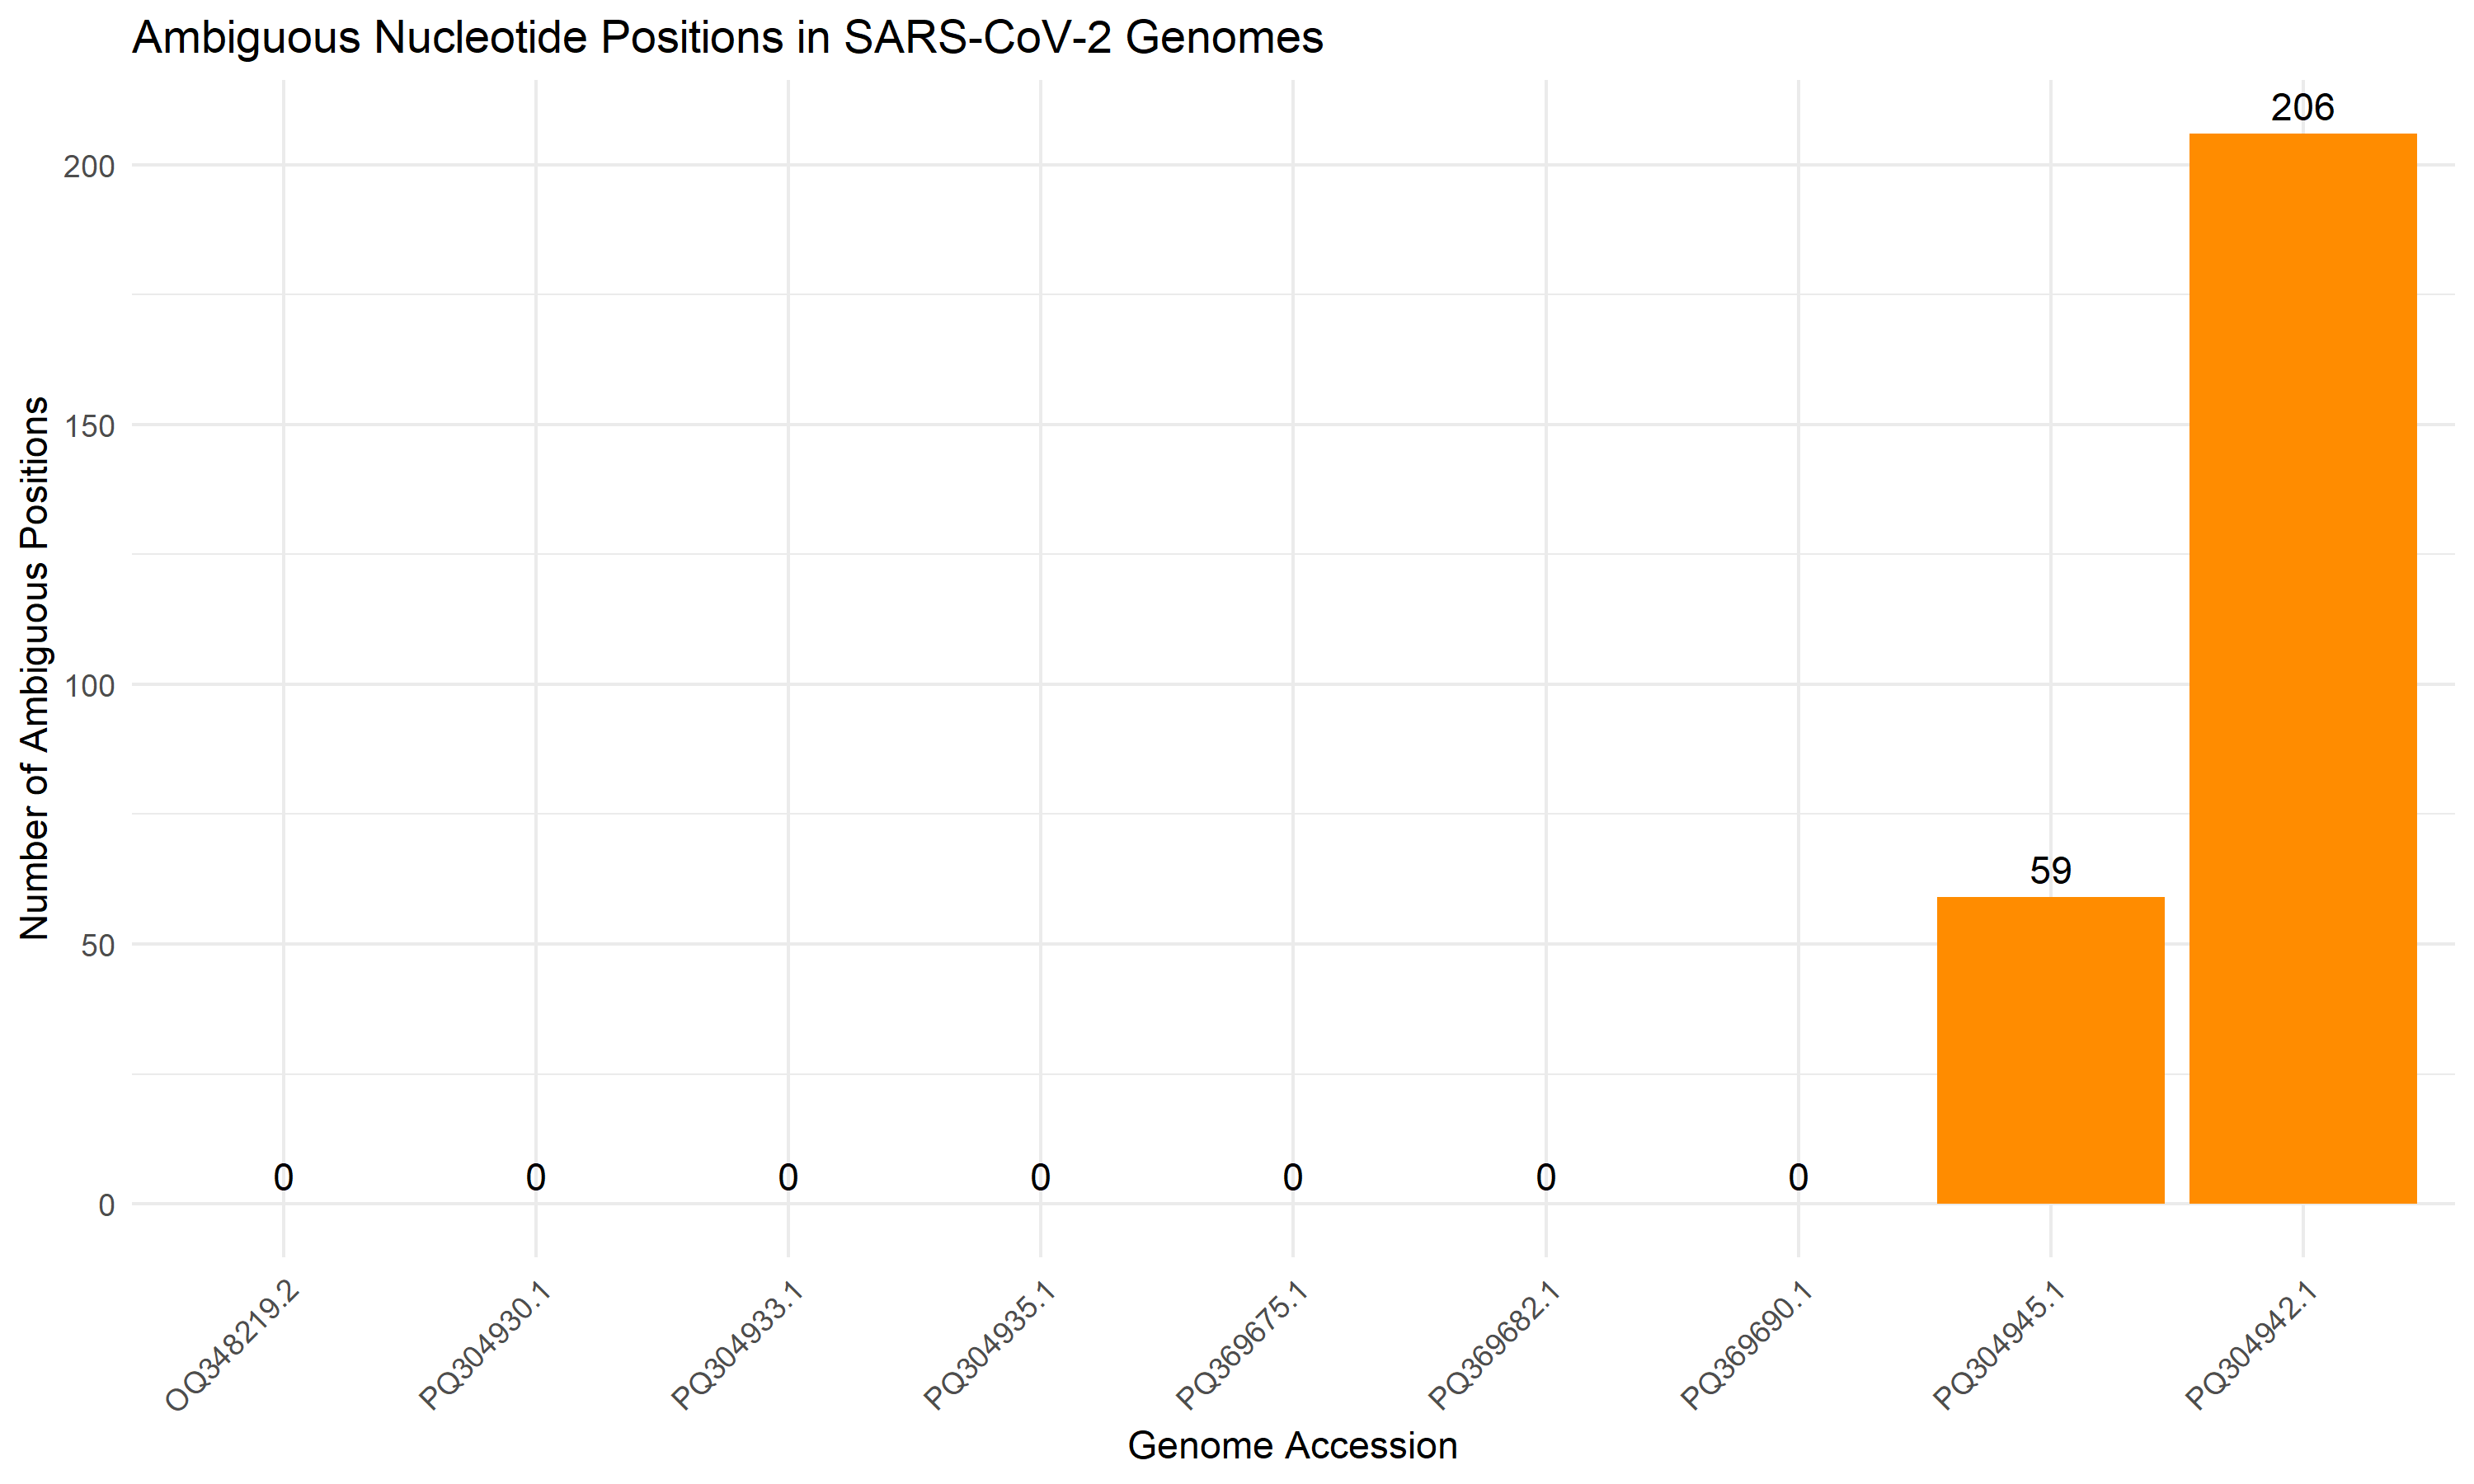 Ambiguous Nucleotide Positions in SARS-CoV-2 Genomes
Number of Ambiguous Positions
200
150
100
50
0
0
0
0
0
0
0
0
59
206
OQ348219.2
PQ304930.1
PQ304933.1
PQ304935.1
PQ369675.1
PQ369682.1
PQ369690.1
PQ304945.1
PQ304942.1
Genome Accession